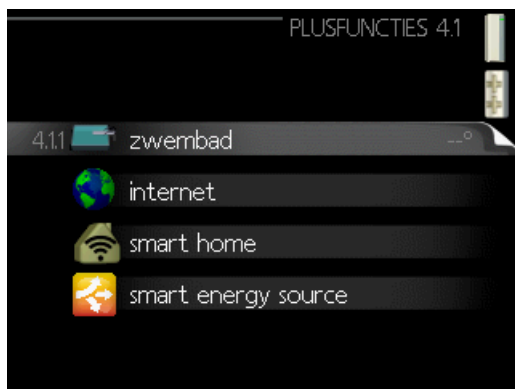 PLUSFUNCTIES 4.1
4.1.1 zwembad --°
internet
smart home
smart energy source